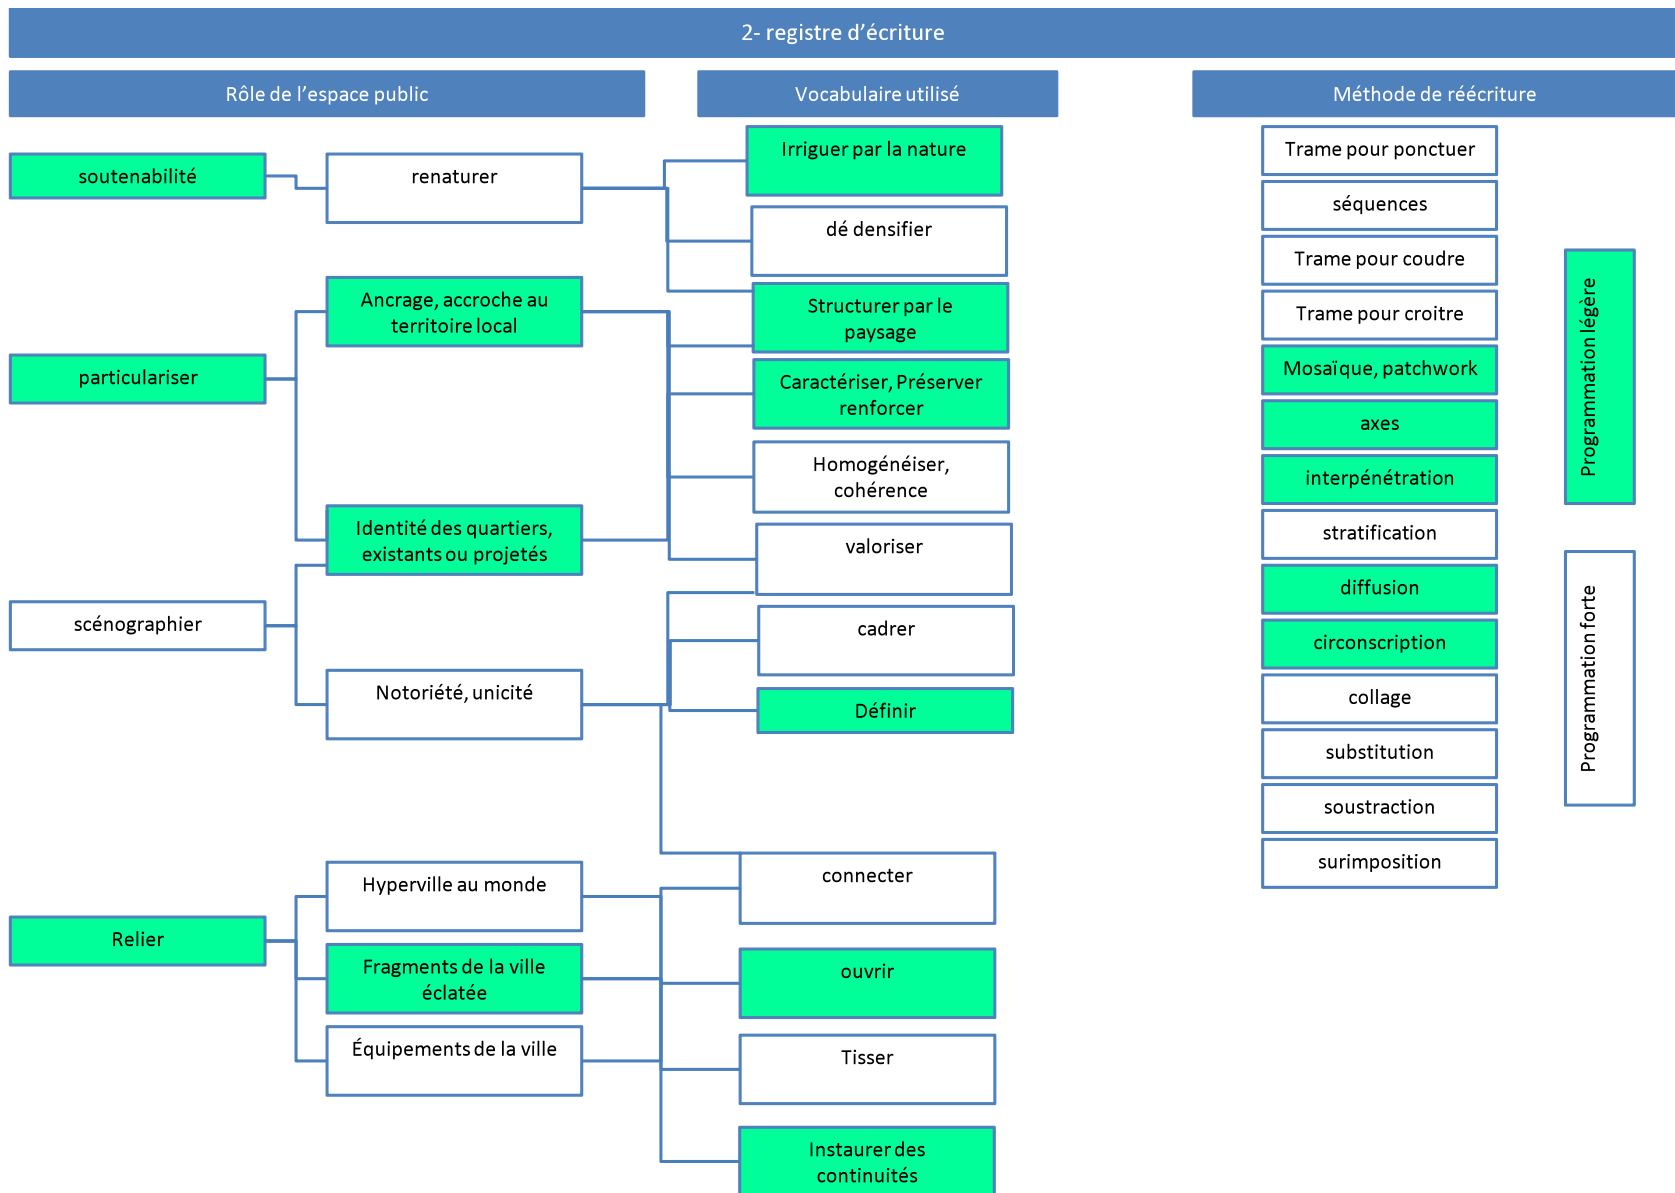 2- registre d’écriture
Rôle de l’espace public
Vocabulaire utilisé
Méthode de réécriture
soutenabilité
particulariser
scénographier
Relier
renaturer
Ancrage, accroche au
territoire local
Identité des quartiers,
existants ou projetés
Notoriété, unicité
Hyperville au monde
Fragments de la ville
éclatée
Équipements de la ville
Irriguer par la nature
dé densifier
Structurer par le
paysage
Caractériser, Préserver
renforcer
Homogénéiser,
cohérence
valoriser
cadrer
Définir
connecter
ouvrir
Tisser
Instaurer des
continuités
Trame pour ponctuer
séquences
Trame pour coudre
Trame pour croitre
Mosaïque, patchwork
axes
interpénétration
stratification
diffusion
circonscription
collage
substitution
soustraction
surimposition
Programmation légère
Programmation forte